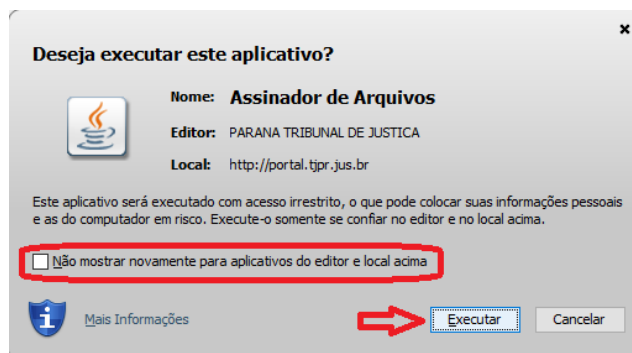 Deseja executar este aplicativo?
Nome: Assinador de Arquivos
Editor: PARANA TRIBUNAL DE JUSTICA
Local: http://portal.tjpr.jus.br
Este aplicativo será executado com acesso irrestrito, o que pode colocar suas informações pessoais
e as do computador em risco. Execute-o somente se confiar no editor e no local acima.
Não mostrar novamente para aplicativos do editor e local acima
Mais Informações
Executar
Cancelar